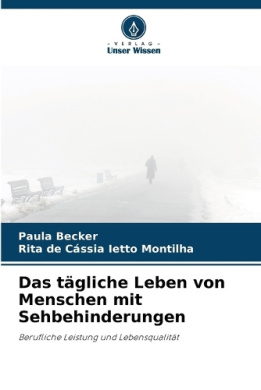 - VERLAG -
Unser Wissen
Paula Becker
Rita de Cássia Ietto Montilha
Das tägliche Leben von
Menschen mit
Sehbehinderungen
Berufliche Leistung und Lebensqualität